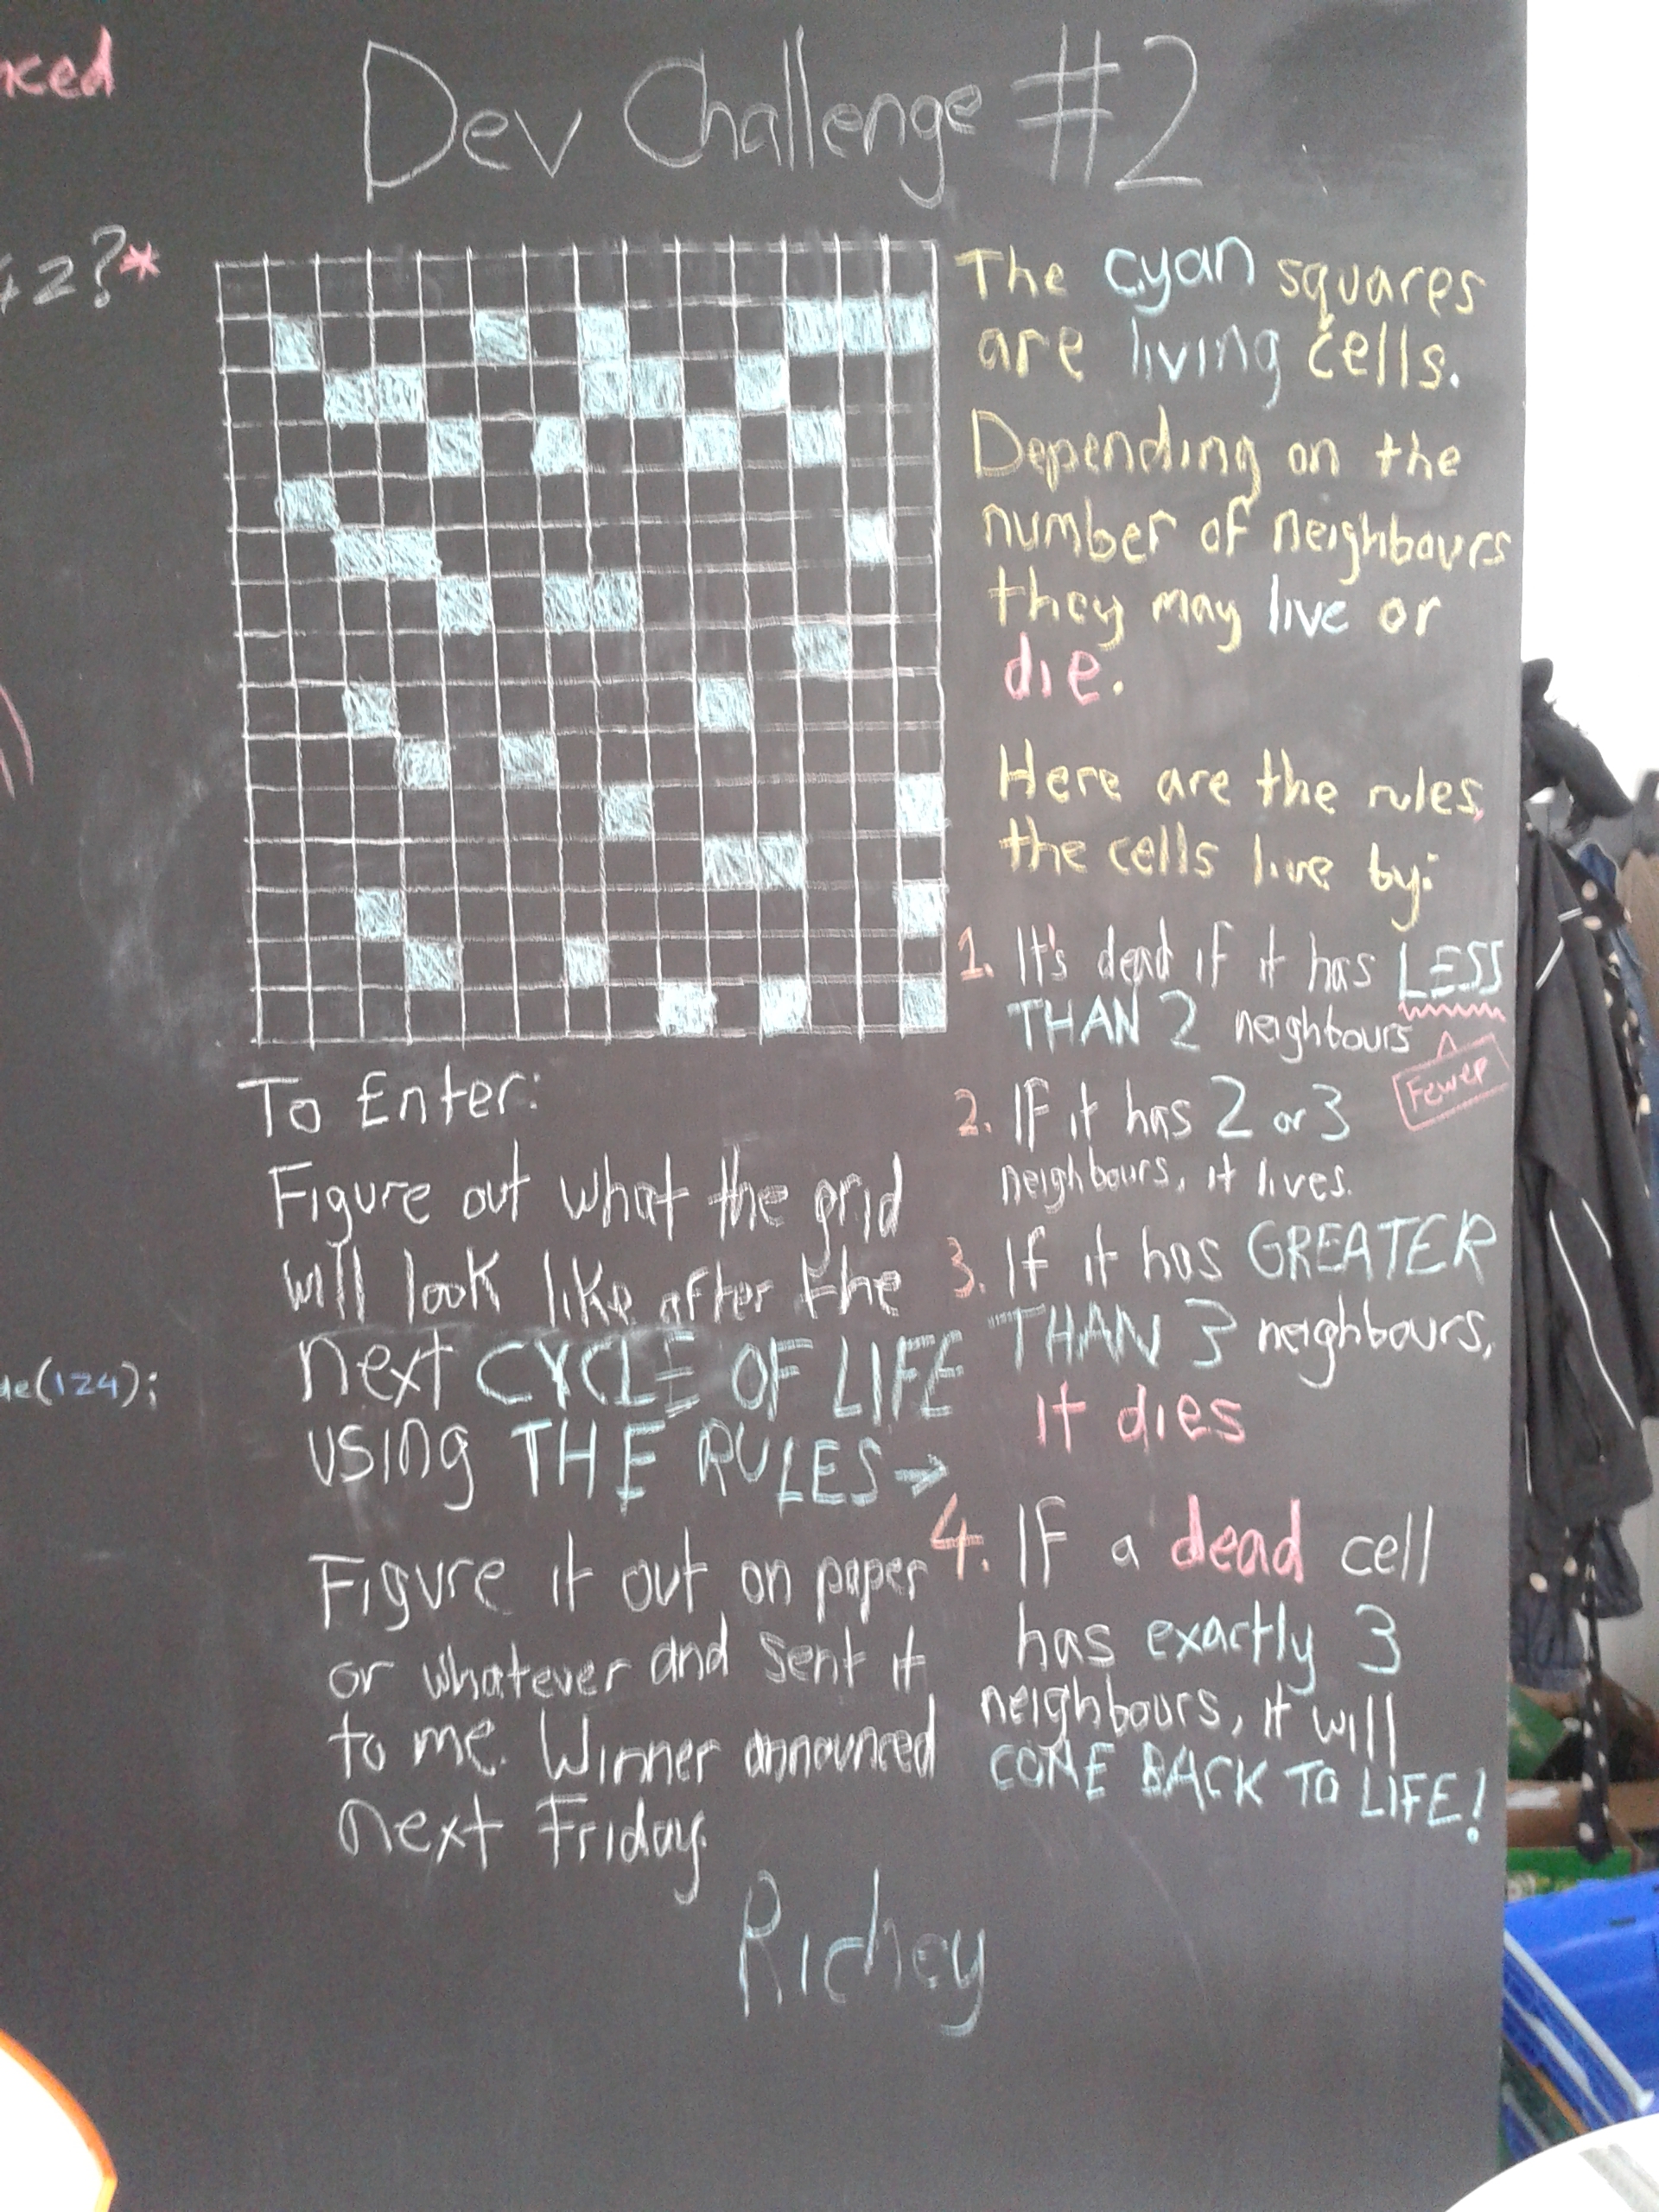 Dev Challenge #2
42?*
The cyan squares
are living cells.
Depending on the
number of neighbours
they may live or
die.
Here are the rules,
the cells live by:
1. It's dead if it has LESS
THAN 2 neighbours
Fewer
2. IF it has 2 or 3
neighbours, it lives.
3. If it has GREATER
THAN 3 neighbours,
it dies
4. IF a dead cell
has exactly 3
neighbours, it will
COME BACK TO LIFE!
To Enter:
Figure out what the grid
will look like after the
next CYCLE OF LIFE
using THE RULES →
Figure it out on paper
or whatever and sent it
to me. Winner announced
next Friday.
Richey
(124);